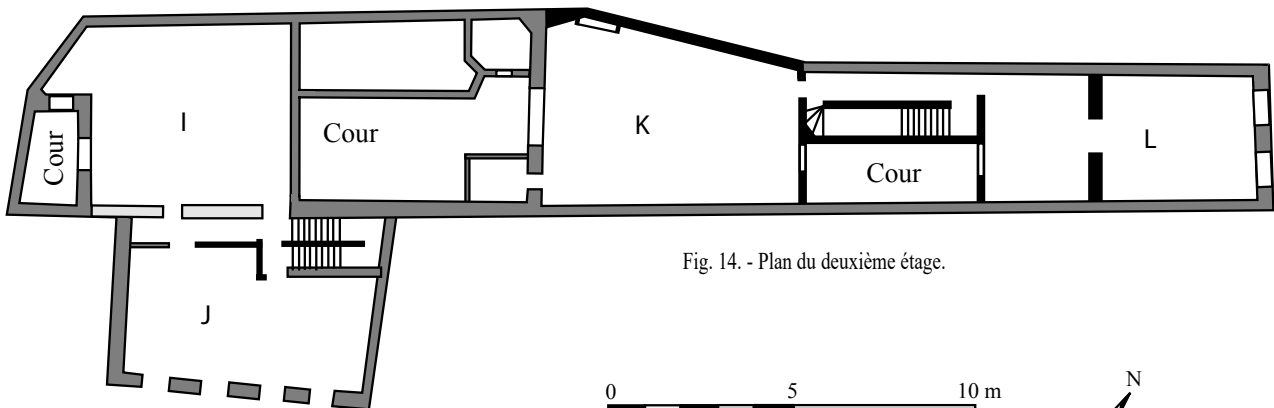 I
Cour
Cour
K
Cour
L
J
Fig. 14. - Plan du deuxième étage.
0 5 10 m
N